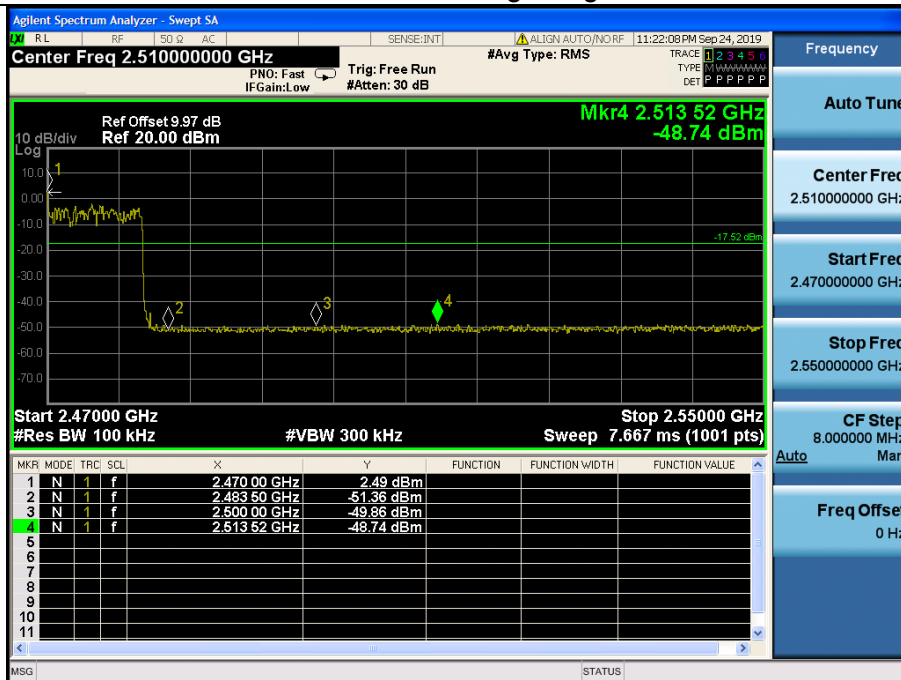 Agilent Spectrum Analyzer - Swept SA
LXI RL RF 50 Ω AC SENSE:INT ALIGN AUTO/NO RF 11:22:08 PM Sep 24, 2019
Center Freq 2.510000000 GHz
PNO: Fast
IFGain:Low
Trig: Free Run
#Atten: 30 dB
#Avg Type: RMS
TRACE 1 2 3 4 5 6
TYPE M WWWWW
DET P P P P P P
Ref Offset 9.97 dB
10 dB/div Ref 20.00 dBm
Log
Mkr4 2.513 52 GHz
-48.74 dBm
10.0
0.00
-10.0
-20.0
-30.0
-40.0
-50.0
-60.0
-70.0
1
2
3
4
-17.52 dBm
Start 2.47000 GHz Stop 2.55000 GHz
#Res BW 100 kHz #VBW 300 kHz Sweep 7.667 ms (1001 pts)
MKR MODE TRC SCL X Y FUNCTION FUNCTION WIDTH FUNCTION VALUE
1 N 1 f 2.470 00 GHz 2.49 dBm
2 N 1 f 2.483 50 GHz -51.36 dBm
3 N 1 f 2.500 00 GHz -49.86 dBm
4 N 1 f 2.513 52 GHz -48.74 dBm
5
6
7
8
9
10
11
MSG STATUS
Frequency
Auto Tune
Center Freq
2.510000000 GHz
Start Freq
2.470000000 GHz
Stop Freq
2.550000000 GHz
CF Step
8.000000 MHz
Auto Man
Freq Offset
0 Hz